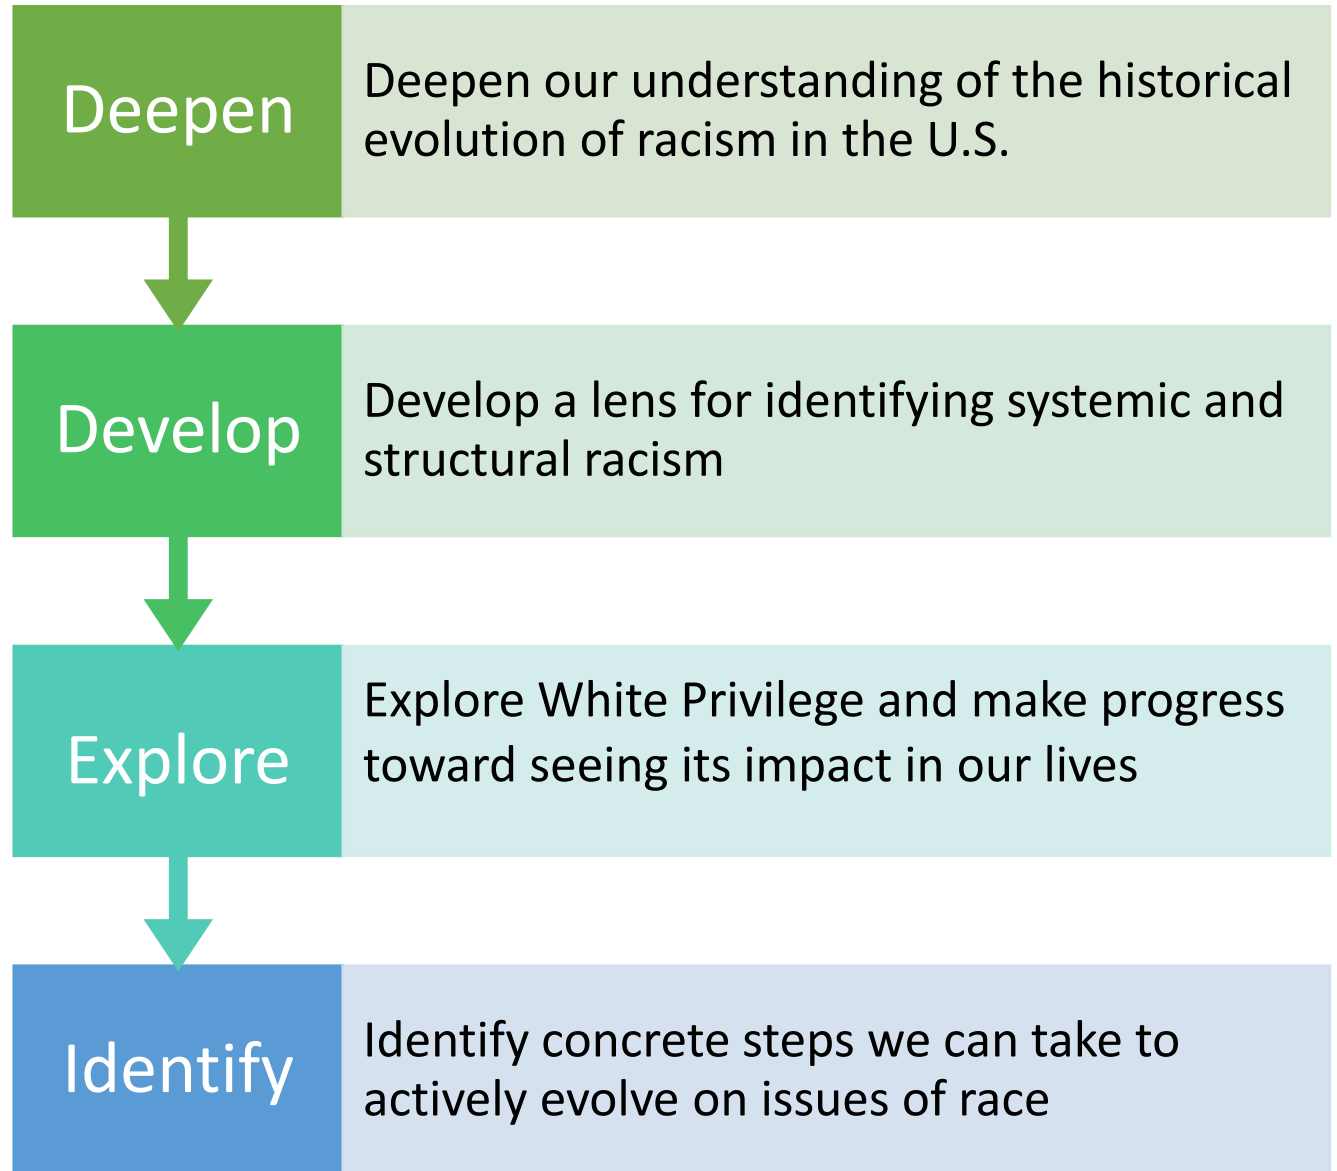 Deepen
Deepen our understanding of the historical
evolution of racism in the U.S.
Develop
Develop a lens for identifying systemic and
structural racism
Explore
Explore White Privilege and make progress
toward seeing its impact in our lives
Identify
Identify concrete steps we can take to
actively evolve on issues of race